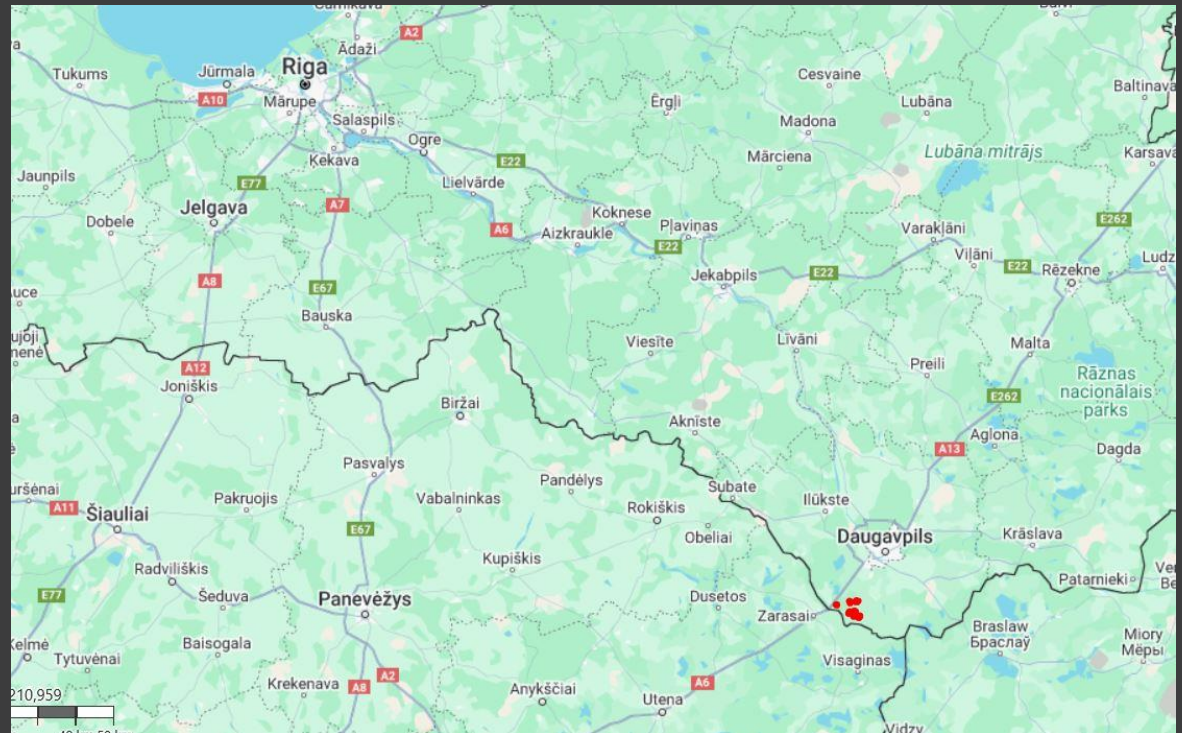 Ādaži
A2
Tukums
Jūrmala
Riga
Cesvaine
Baltinava
A10
Mārupe
Ērgļi
Lubāna
Salaspils
Madona
Ogre
Ķekava
E22
Mārciena
Lubāna mitrājs
Karsava
Jaunpils
E77
Lielvārde
A7
Jelgava
Koknese
E262
Dobele
A6
Aizkraukle
Pļaviņas
Varakļāni
E22
Viļāni
E22
Rēzekne
A8
E67
Jekabpils
E22
Bauska
Viesīte
Līvāni
Malta
A12
Preili
Rāznas
nacionālais
parks
Joniškis
E262
Biržai
Aknīste
Aglona
A13
Dagda
Pasvalys
Pandėlys
Subate
Pakruojis
Vabalninkas
Ilūkste
A11
Šiauliai
Rokiškis
E67
Obeliai
Daugavpils
Krāslava
Kupiškis
Radviliškis
Patarnieki
E77
Šeduva
Panevėžys
Dusetos
Zarasai
Braslaw
Браслаў
Miory
Мёры
Baisogala
Tytuvėnai
Visaginas
A2
Krekenava
A8
Anykščiai
A6
Utena
210,959
Vidzy